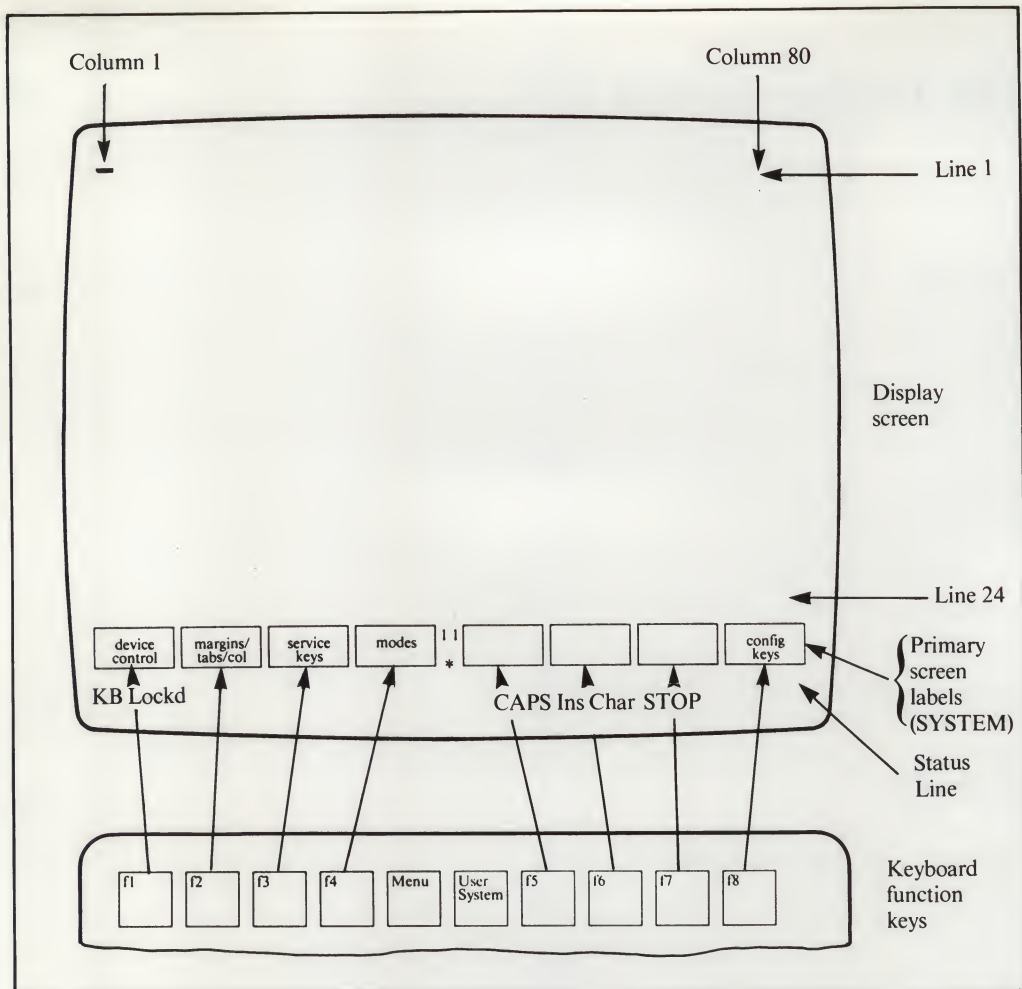 Column 1
Column 80
Line 1
Display
screen
Line 24
device
control
margins/
tabs/col
service
keys
modes
1 1
*
config
keys
Primary
screen
labels
(SYSTEM)
KB Lockd
CAPS Ins Char STOP
Status
Line
f1
f2
f3
f4
Menu
User
System
f5
f6
f7
f8
Keyboard
function
keys